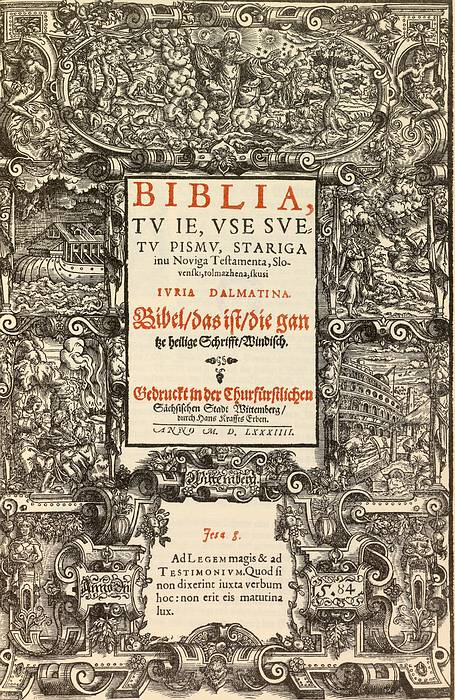 BIBLIA,
TV IE, VSE SVE-
TV PISMV, STARIGA
inu Noviga Teſtamenta, Slo-
venski, tolmazhena, skusi
IVRIA DALMATINA.
Bibel/das iſt/die gan
tze heilige Schrifft/Windiſch.
Gedruckt in der Churfürſtlichen
Sächſiſchen Stadt Wittemberg/
durch Hans Kraffts Erben.
ANNO M. D. LXXXIIII.
Wittemberg
Jeſa 8.
Ad LEGEM magis & ad
TESTIMONIVM. Quod ſi
non dixerint iuxta verbum
hoc: non erit eis matutina
lux.